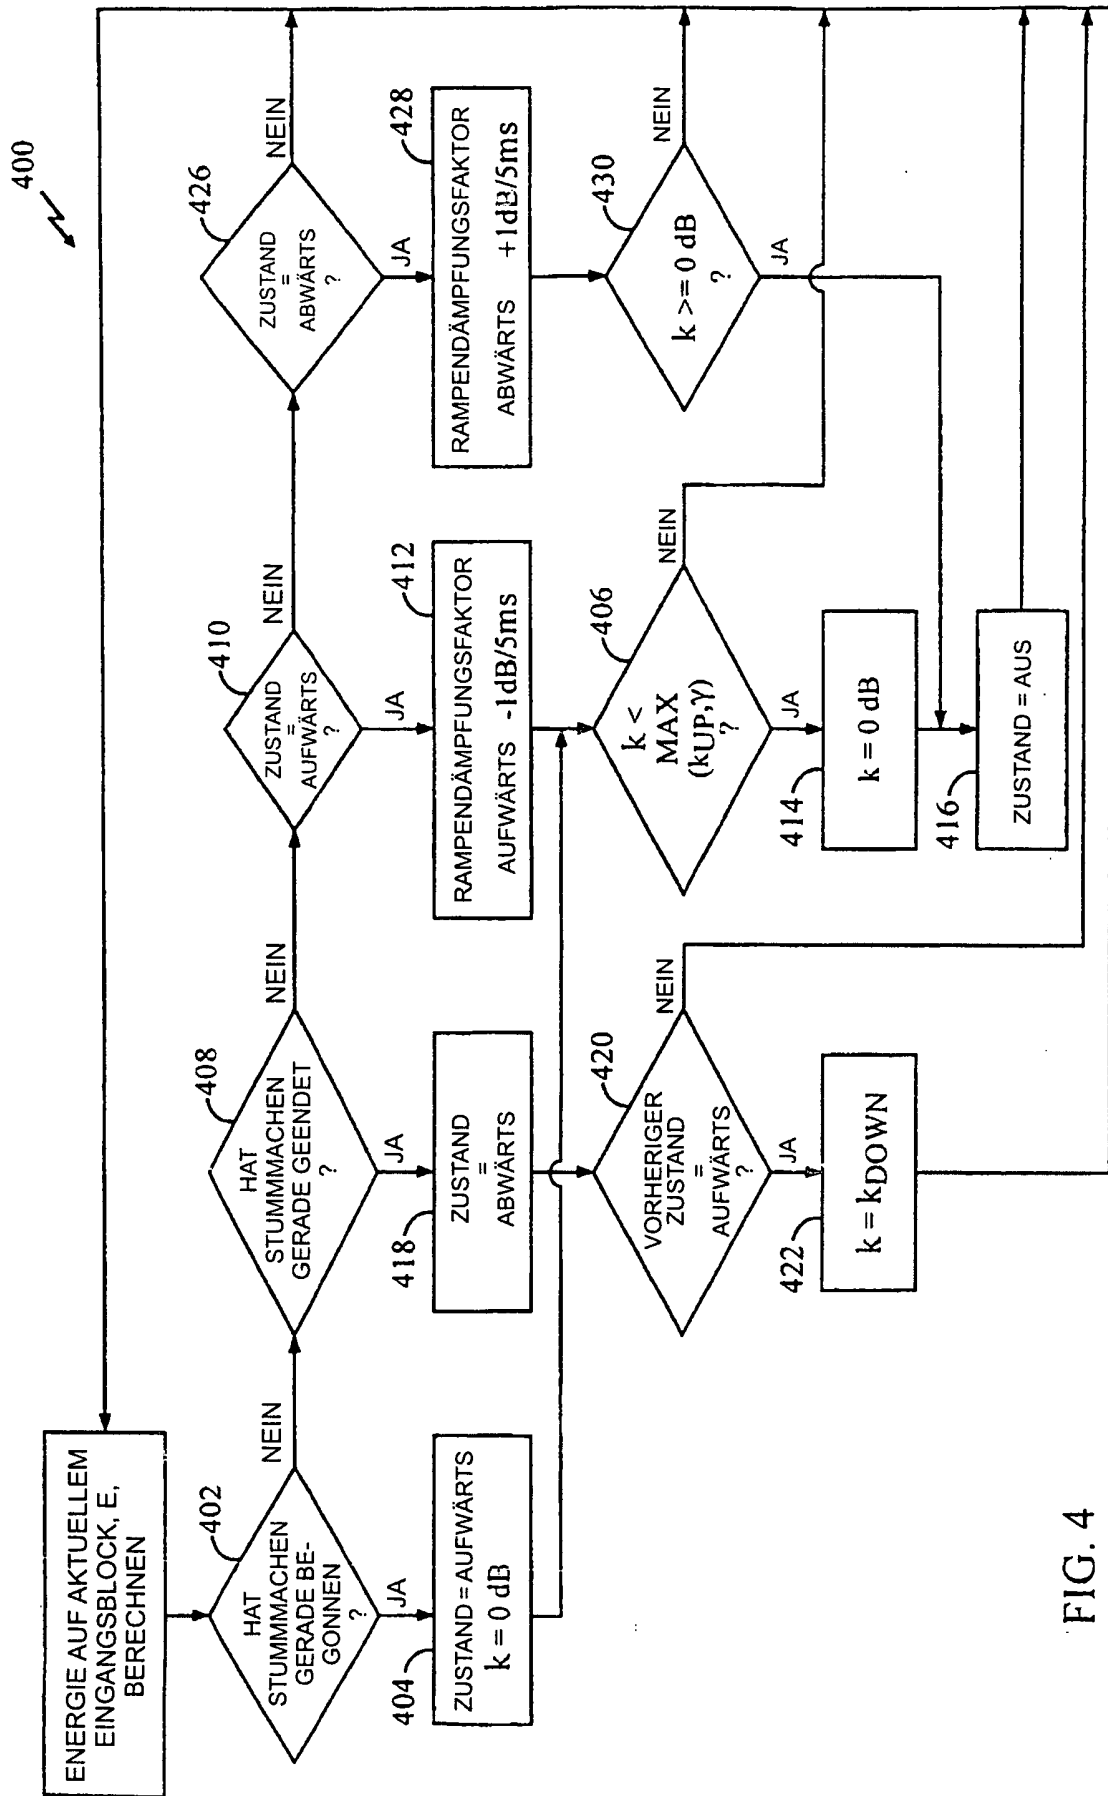 400
ENERGIE AUF AKTUELLEM
EINGANGSBLOCK, E,
BERECHNEN
402
HAT
STUMMMACHEN
GERADE BE-
GONNEN
?
NEIN
JA
404
ZUSTAND = AUFWÄRTS
k = 0 dB
408
HAT
STUMMMACHEN
GERADE GEENDET
?
NEIN
JA
418
ZUSTAND
=
ABWÄRTS
420
VORHERIGER
ZUSTAND
=
AUFWÄRTS
?
NEIN
JA
422
k = kDOWN
410
ZUSTAND
=
AUFWÄRTS
?
NEIN
JA
412
RAMPENDÄMPFUNGSFAKTOR
AUFWÄRTS -1dB/5ms
406
k <
MAX
(kUP,γ)
?
NEIN
JA
414
k = 0 dB
416
ZUSTAND = AUS
426
ZUSTAND
=
ABWÄRTS
?
NEIN
JA
428
RAMPENDÄMPFUNGSFAKTOR
ABWÄRTS +1dB/5ms
430
k >= 0 dB
?
NEIN
JA
FIG. 4